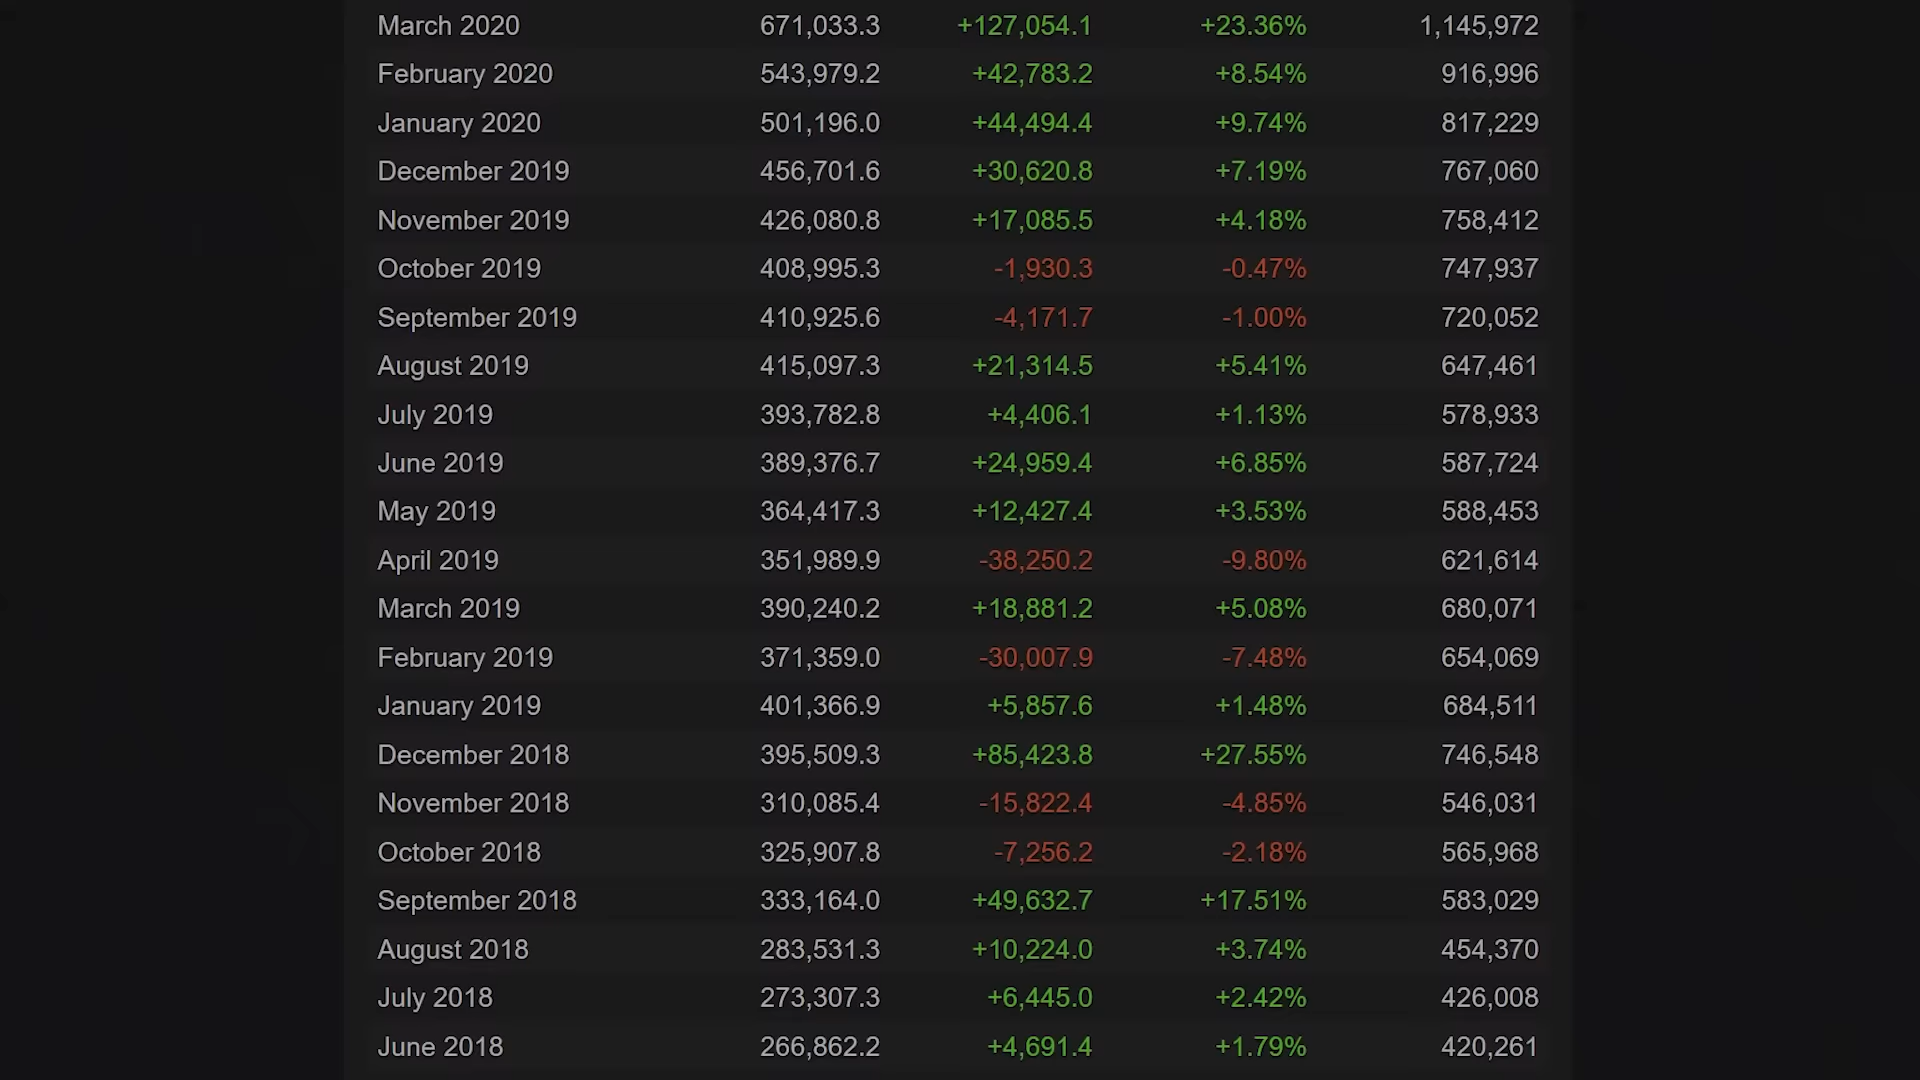 March 2020 671,033.3 +127,054.1 +23.36% 1,145,972
February 2020 543,979.2 +42,783.2 +8.54% 916,996
January 2020 501,196.0 +44,494.4 +9.74% 817,229
December 2019 456,701.6 +30,620.8 +7.19% 767,060
November 2019 426,080.8 +17,085.5 +4.18% 758,412
October 2019 408,995.3 -1,930.3 -0.47% 747,937
September 2019 410,925.6 -4,171.7 -1.00% 720,052
August 2019 415,097.3 +21,314.5 +5.41% 647,461
July 2019 393,782.8 +4,406.1 +1.13% 578,933
June 2019 389,376.7 +24,959.4 +6.85% 587,724
May 2019 364,417.3 +12,427.4 +3.53% 588,453
April 2019 351,989.9 -38,250.2 -9.80% 621,614
March 2019 390,240.2 +18,881.2 +5.08% 680,071
February 2019 371,359.0 -30,007.9 -7.48% 654,069
January 2019 401,366.9 +5,857.6 +1.48% 684,511
December 2018 395,509.3 +85,423.8 +27.55% 746,548
November 2018 310,085.4 -15,822.4 -4.85% 546,031
October 2018 325,907.8 -7,256.2 -2.18% 565,968
September 2018 333,164.0 +49,632.7 +17.51% 583,029
August 2018 283,531.3 +10,224.0 +3.74% 454,370
July 2018 273,307.3 +6,445.0 +2.42% 426,008
June 2018 266,862.2 +4,691.4 +1.79% 420,261